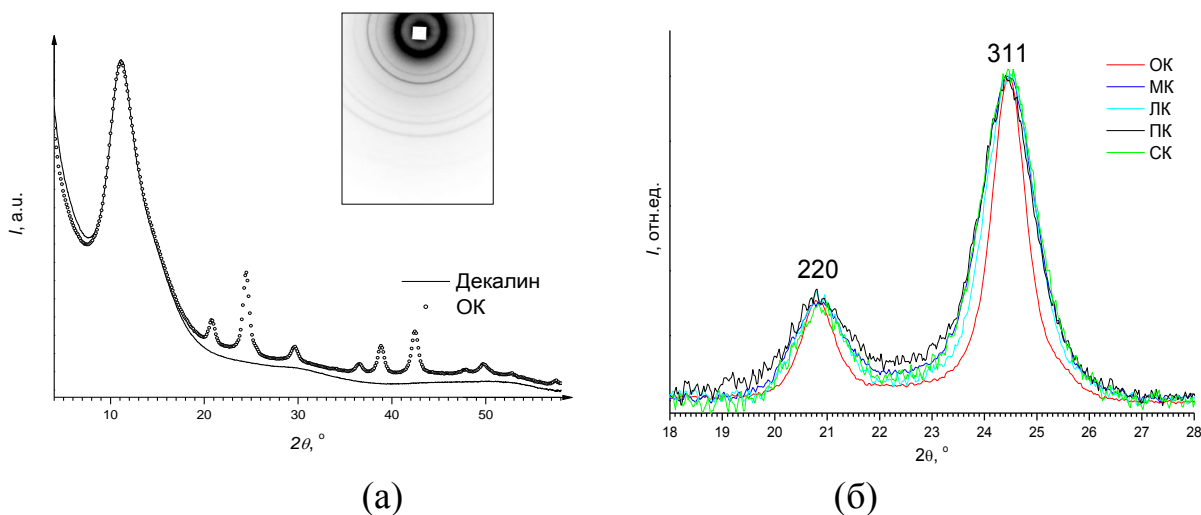 I, a.u.
Декалин
ОК
10 20 30 40 50
2θ, °
(а)
220
311
ОК
МК
ЛК
ПК
СК
I, отн.ед.
18 19 20 21 22 23 24 25 26 27 28
2θ, °
(б)